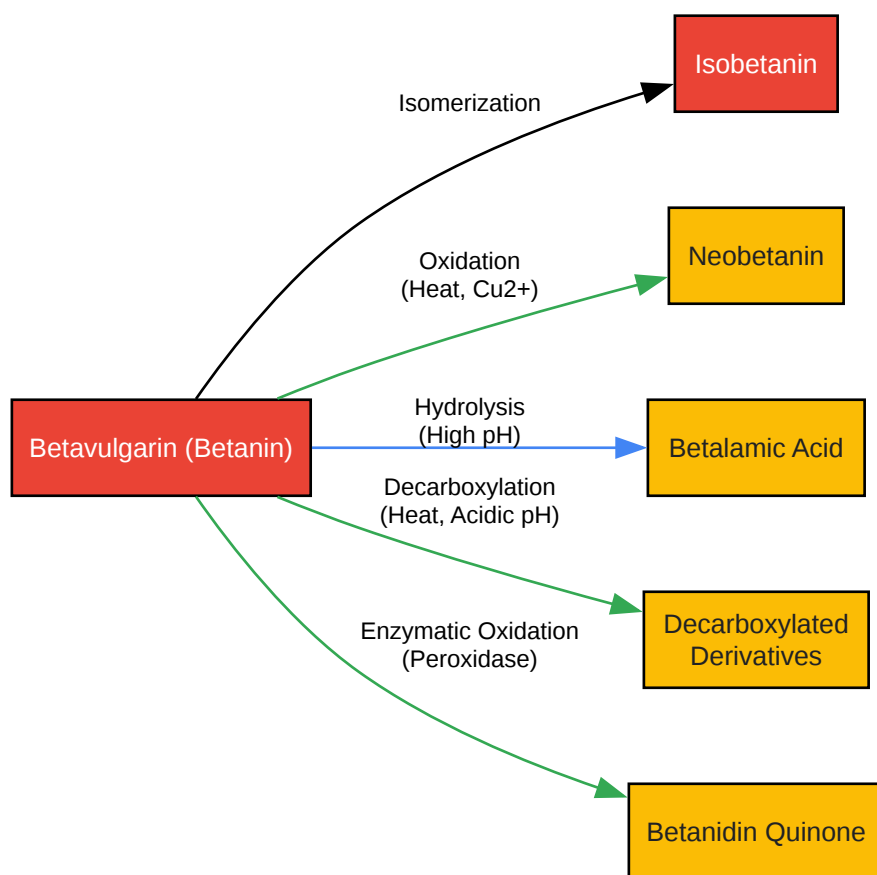 Isobetanin
Isomerization
Oxidation
(Heat, Cu2+)
Neobetanin
Betavulgarin (Betanin)
Hydrolysis
(High pH)
Betalamic Acid
Decarboxylation
(Heat, Acidic pH)
Decarboxylated
Derivatives
Enzymatic Oxidation
(Peroxidase)
Betanidin Quinone